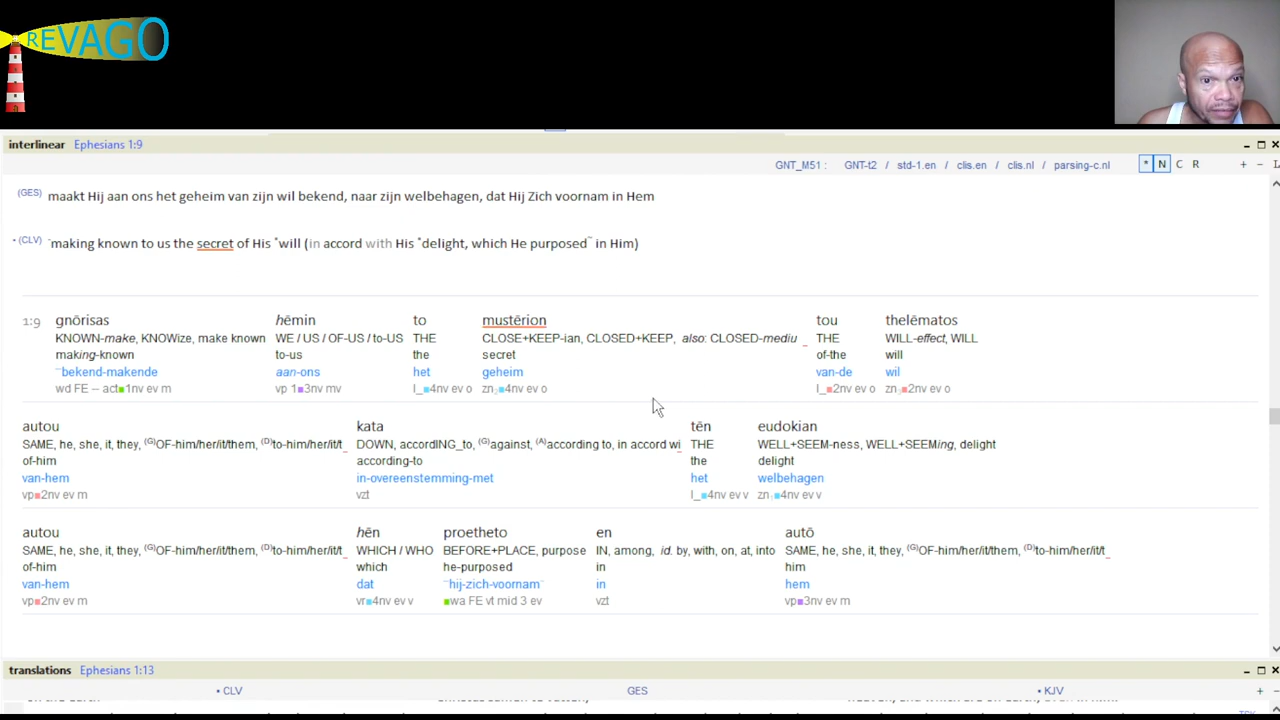 REVAGO
interlinear Ephesians 1:9
GNT_M51 : GNT-t2 / std-1.en / clis.en / clis.nl / parsing-c.nl * N C R + −
(GES) maakt Hij aan ons het geheim van zijn wil bekend, naar zijn welbehagen, dat Hij Zich voornam in Hem
• (CLV) ¯making known to us the secret of His °will (in accord with His °delight, which He purposed~ in Him)
1:9 gnōrisas hēmin to mustērion tou thelēmatos
KNOWN-make, KNOWize, make known WE / US / OF-US / to-US THE CLOSE+KEEP-ian, CLOSED+KEEP, also: CLOSED-mediu THE WILL-effect, WILL
making-known to-us the secret of-the will
¯bekend-makende aan-ons het geheim van-de wil
wd FE – act■1nv ev m vp 1■3nv mv l_■4nv ev o zn■4nv ev o l_■2nv ev o zn■2nv ev o
autou kata tēn eudokian
SAME, he, she, it, they, (G)OF-him/her/it/them, (D)to-him/her/it/t DOWN, accordING_to, (G)against, (A)according to, in accord wi THE WELL+SEEM-ness, WELL+SEEMing, delight
of-him according-to the delight
van-hem in-overeenstemming-met het welbehagen
vp■2nv ev m vzt l_■4nv ev v zn■4nv ev v
autou hēn proetheto en autō
SAME, he, she, it, they, (G)OF-him/her/it/them, (D)to-him/her/it/t WHICH / WHO BEFORE+PLACE, purpose IN, among, id. by, with, on, at, into SAME, he, she, it, they, (G)OF-him/her/it/them, (D)to-him/her/it/t
of-him which he-purposed in him
van-hem dat ¯hij-zich-voornam~ in hem
vp■2nv ev m vr■4nv ev v ■wa FE vt mid 3 ev vzt vp■3nv ev m
translations Ephesians 1:13
• CLV GES • KJV + −